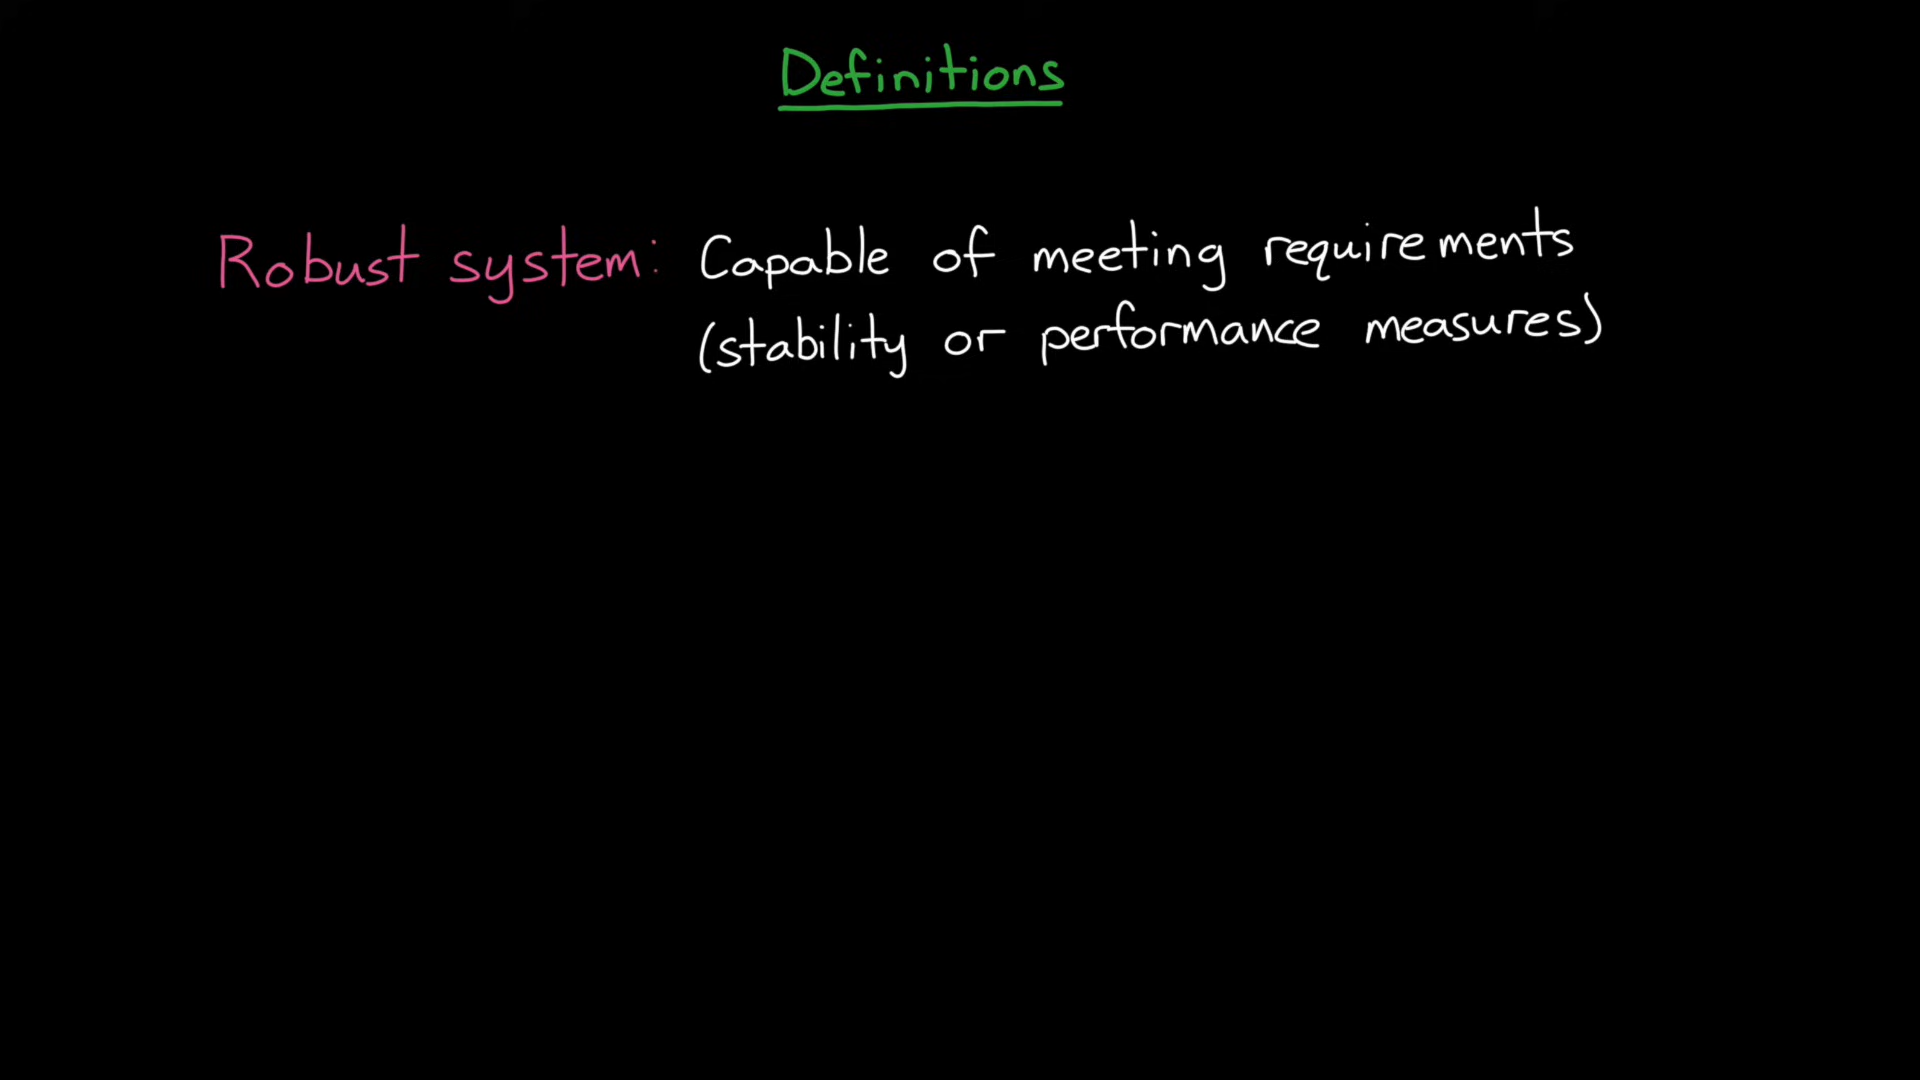 Definitions
Robust system: Capable of meeting requirements
(stability or performance measures)